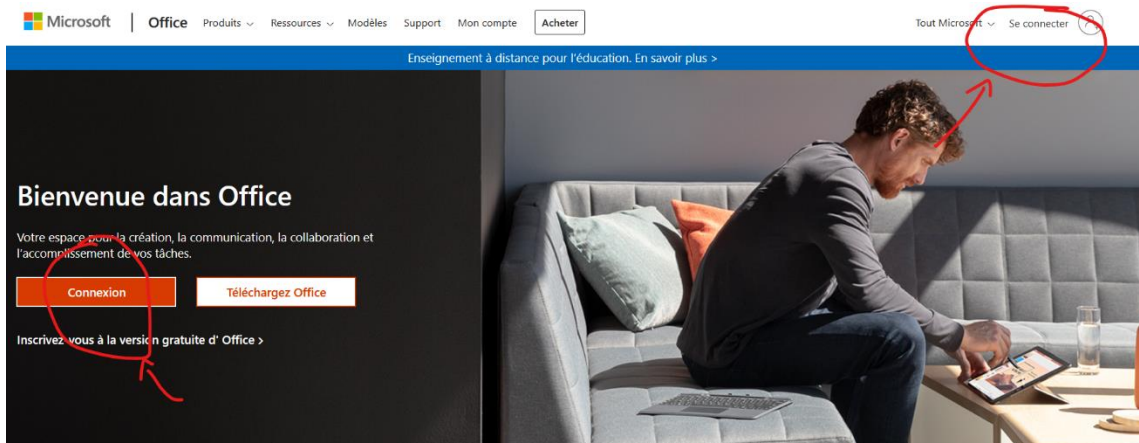 Microsoft | Office Produits Ressources Modèles Support Mon compte Acheter Tout Microsoft Se connecter
Enseignement à distance pour l'éducation. En savoir plus >
Bienvenue dans Office
Votre espace pour la création, la communication, la collaboration et
l'accomplissement de vos tâches.
Connexion Téléchargez Office
Inscrivez-vous à la version gratuite d' Office >